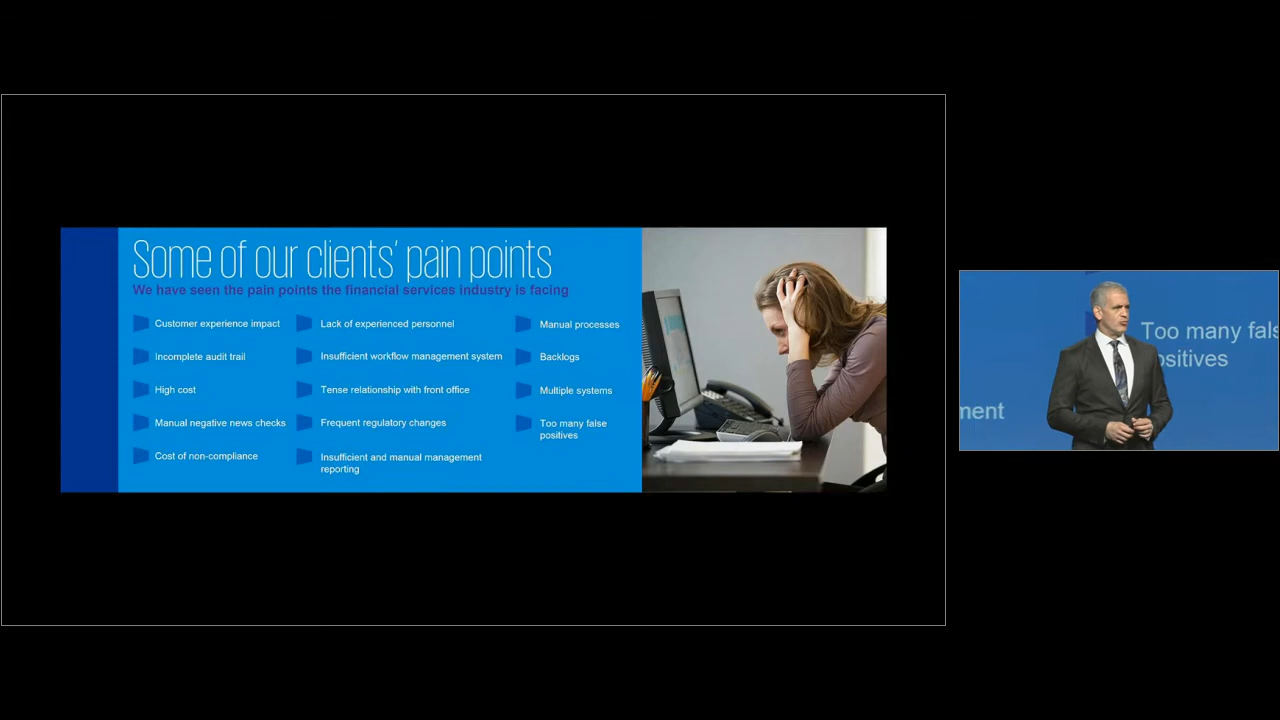 Some of our clients' pain points
We have seen the pain points the financial services industry is facing
Customer experience impact
Incomplete audit trail
High cost
Manual negative news checks
Cost of non-compliance
Lack of experienced personnel
Insufficient workflow management system
Tense relationship with front office
Frequent regulatory changes
Insufficient and manual management
reporting
Manual processes
Backlogs
Multiple systems
Too many false
positives
Too many fals
ositives
ment